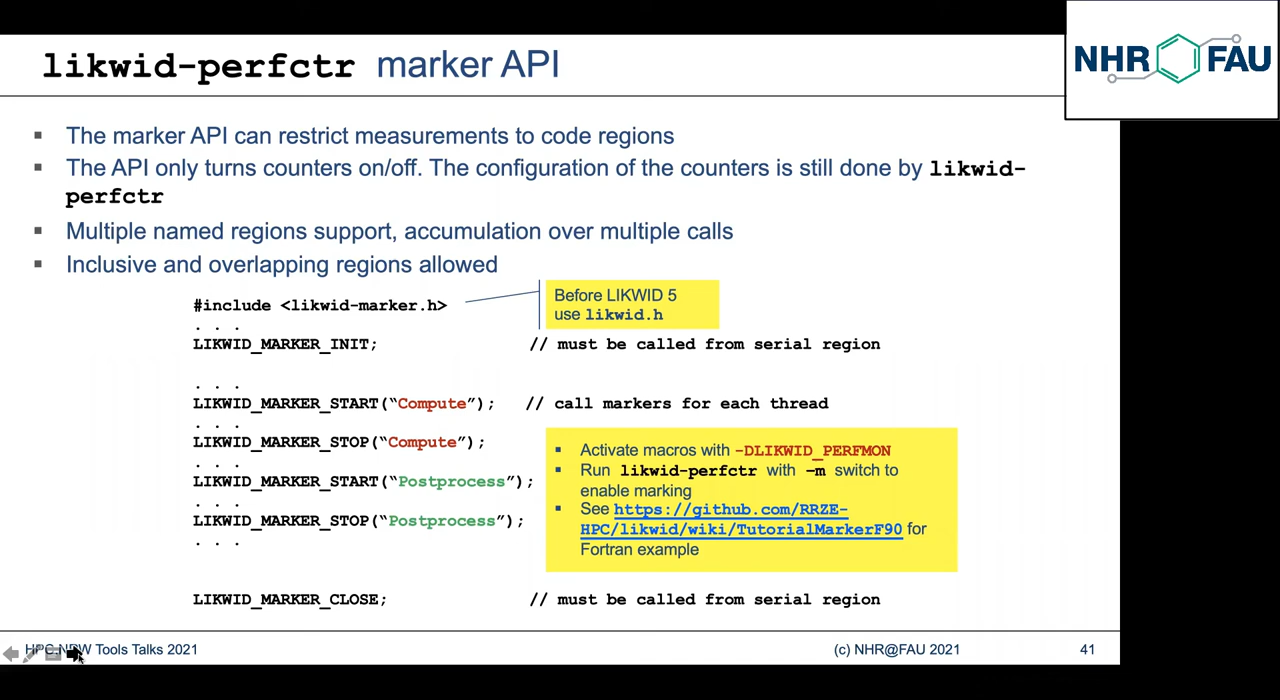 likwid-perfctr marker API
NHR FAU
▪ The marker API can restrict measurements to code regions
▪ The API only turns counters on/off. The configuration of the counters is still done by likwid-
perfctr
▪ Multiple named regions support, accumulation over multiple calls
▪ Inclusive and overlapping regions allowed
#include <likwid-marker.h>
Before LIKWID 5
use likwid.h
. . .
LIKWID_MARKER_INIT; // must be called from serial region
. . .
LIKWID_MARKER_START(“Compute”); // call markers for each thread
. . .
LIKWID_MARKER_STOP(“Compute”);
. . .
LIKWID_MARKER_START(“Postprocess”);
. . .
LIKWID_MARKER_STOP(“Postprocess”);
. . .
▪ Activate macros with -DLIKWID_PERFMON
▪ Run likwid-perfctr with –m switch to
enable marking
▪ See https://github.com/RRZE-
HPC/likwid/wiki/TutorialMarkerF90 for
Fortran example
LIKWID_MARKER_CLOSE; // must be called from serial region
HPC.NRW Tools Talks 2021
(c) NHR@FAU 2021
41